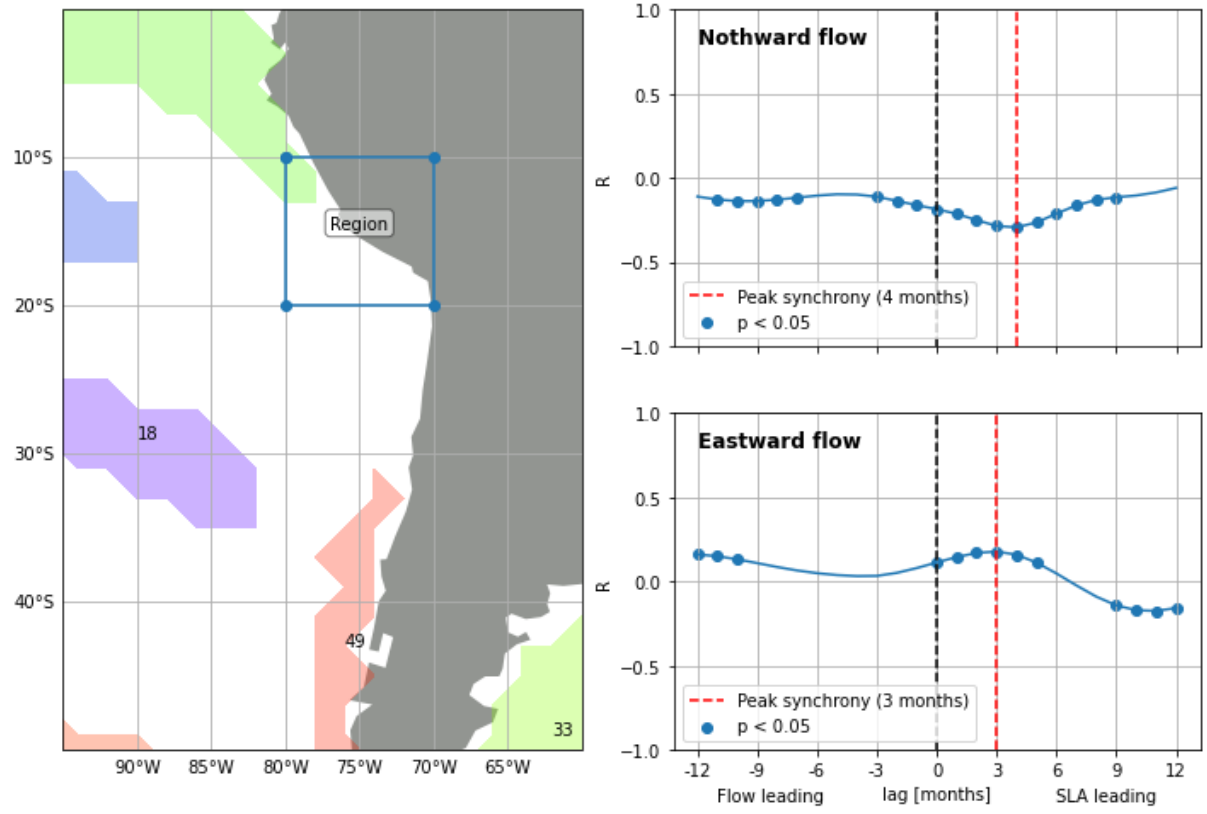 10°S
20°S
30°S
40°S
90°W 85°W 80°W 75°W 70°W 65°W
Region
18
49
33
Nothward flow
1.0
0.5
0.0
−0.5
−1.0
R
Peak synchrony (4 months)
p < 0.05
Eastward flow
1.0
0.5
0.0
−0.5
−1.0
R
Peak synchrony (3 months)
p < 0.05
-12 -9 -6 -3 0 3 6 9 12
Flow leading lag [months] SLA leading